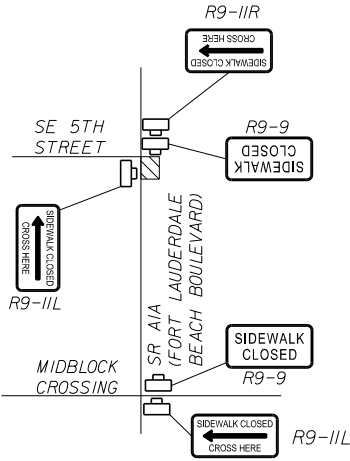 R9-11R
SIDEWALK CLOSED
CROSS HERE
SE 5TH
STREET
R9-9
SIDEWALK
CLOSED
SIDEWALK CLOSED
CROSS HERE
R9-11L
SR A1A
(FORT LAUDERDALE
BEACH BOULEVARD)
MIDBLOCK
CROSSING
SIDEWALK
CLOSED
R9-9
SIDEWALK CLOSED
CROSS HERE
R9-11L